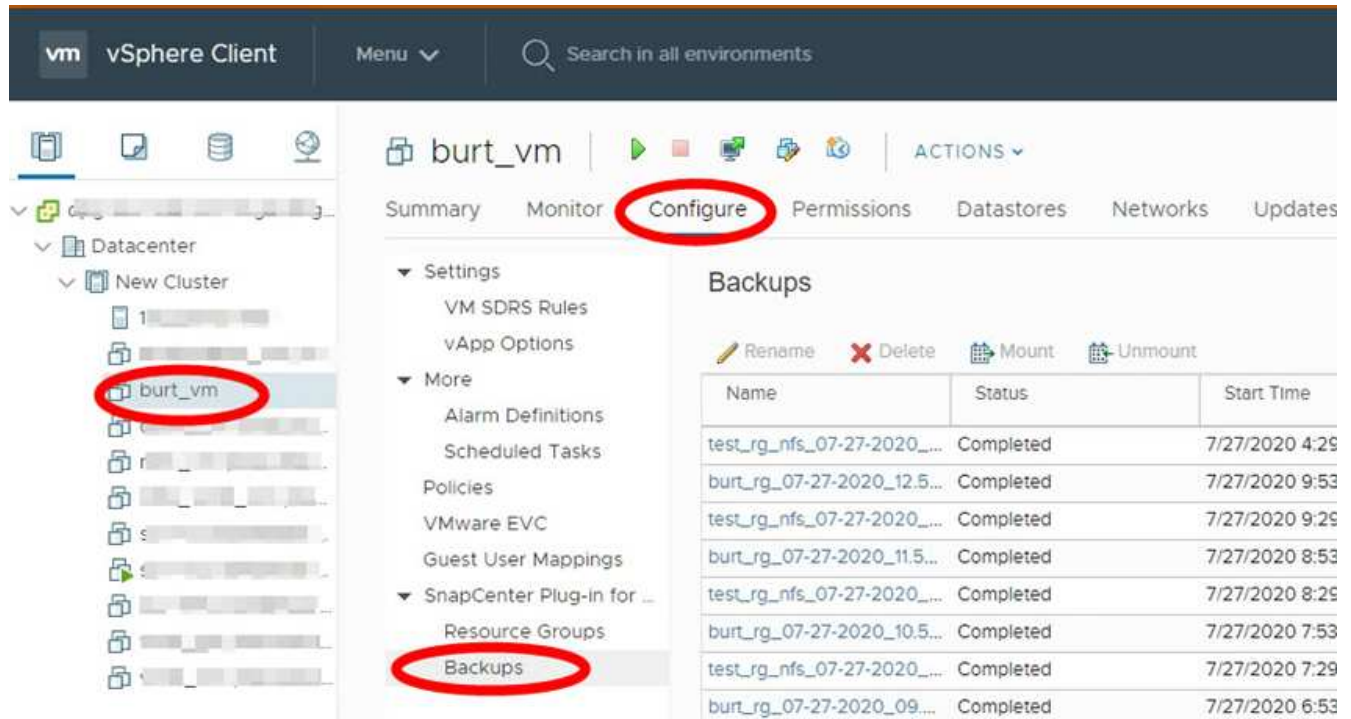 vm vSphere Client Menu Search in all environments
burt_vm ACTIONS
Summary Monitor Configure Permissions Datastores Networks Updates
Datacenter
New Cluster
burt_vm
Settings
VM SDRS Rules
vApp Options
More
Alarm Definitions
Scheduled Tasks
Policies
VMware EVC
Guest User Mappings
SnapCenter Plug-in for ...
Resource Groups
Backups
Backups
Rename Delete Mount Unmount
Name Status Start Time
test_rg_nfs_07-27-2020_... Completed 7/27/2020 4:29
burt_rg_07-27-2020_12.5... Completed 7/27/2020 9:53
test_rg_nfs_07-27-2020_... Completed 7/27/2020 9:29
burt_rg_07-27-2020_11.5... Completed 7/27/2020 8:53
test_rg_nfs_07-27-2020_... Completed 7/27/2020 8:29
burt_rg_07-27-2020_10.5... Completed 7/27/2020 7:53
test_rg_nfs_07-27-2020_... Completed 7/27/2020 7:29
burt_rg_07-27-2020_09.... Completed 7/27/2020 6:53